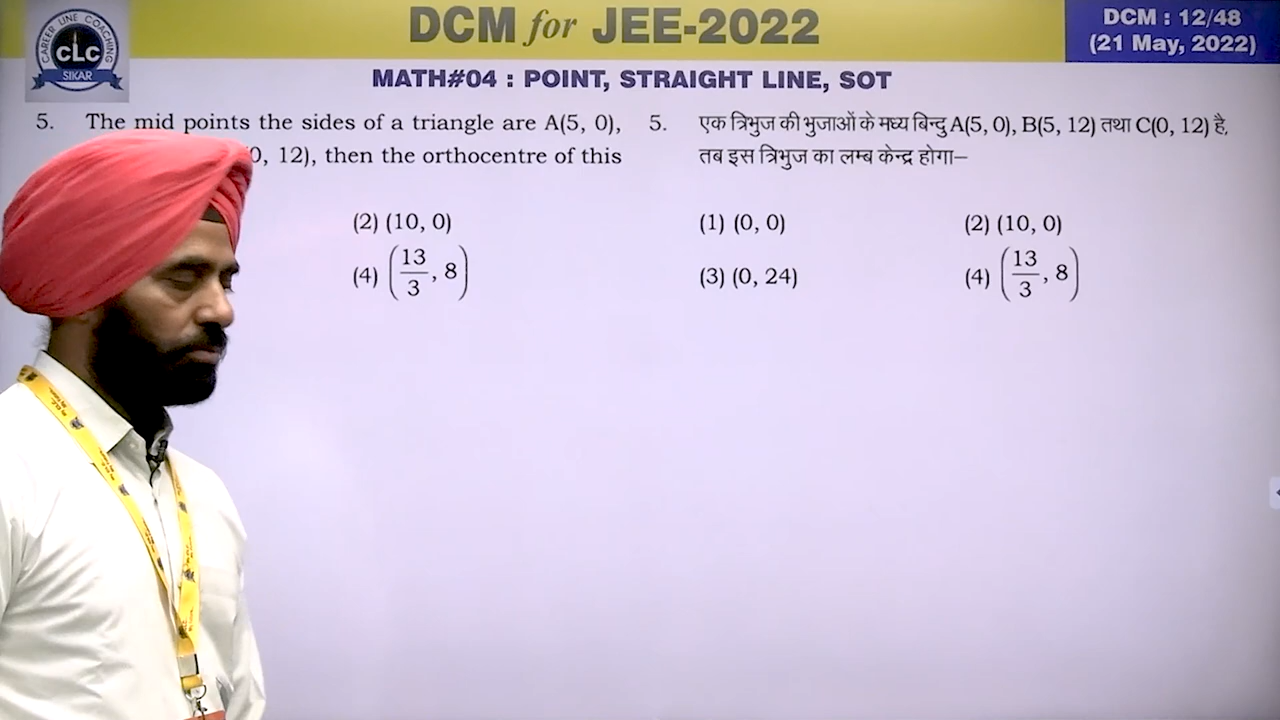 CAREER LINE COACHING
CLC
SIKAR
DCM for JEE-2022
DCM : 12/48
(21 May, 2022)
MATH#04 : POINT, STRAIGHT LINE, SOT
5. The mid points the sides of a triangle are A(5, 0),
0, 12), then the orthocentre of this
(2) (10, 0)
(4) (13/3, 8)
5. एक त्रिभुज की भुजाओं के मध्य बिन्दु A(5, 0), B(5, 12) तथा C(0, 12) है,
तब इस त्रिभुज का लम्ब केन्द्र होगा–
(1) (0, 0) (2) (10, 0)
(3) (0, 24) (4) (13/3, 8)